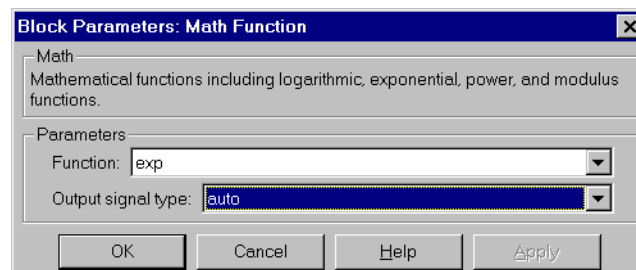 Block Parameters: Math Function
Math
Mathematical functions including logarithmic, exponential, power, and modulus
functions.
Parameters
Function: exp
Output signal type: auto
OK Cancel Help Apply